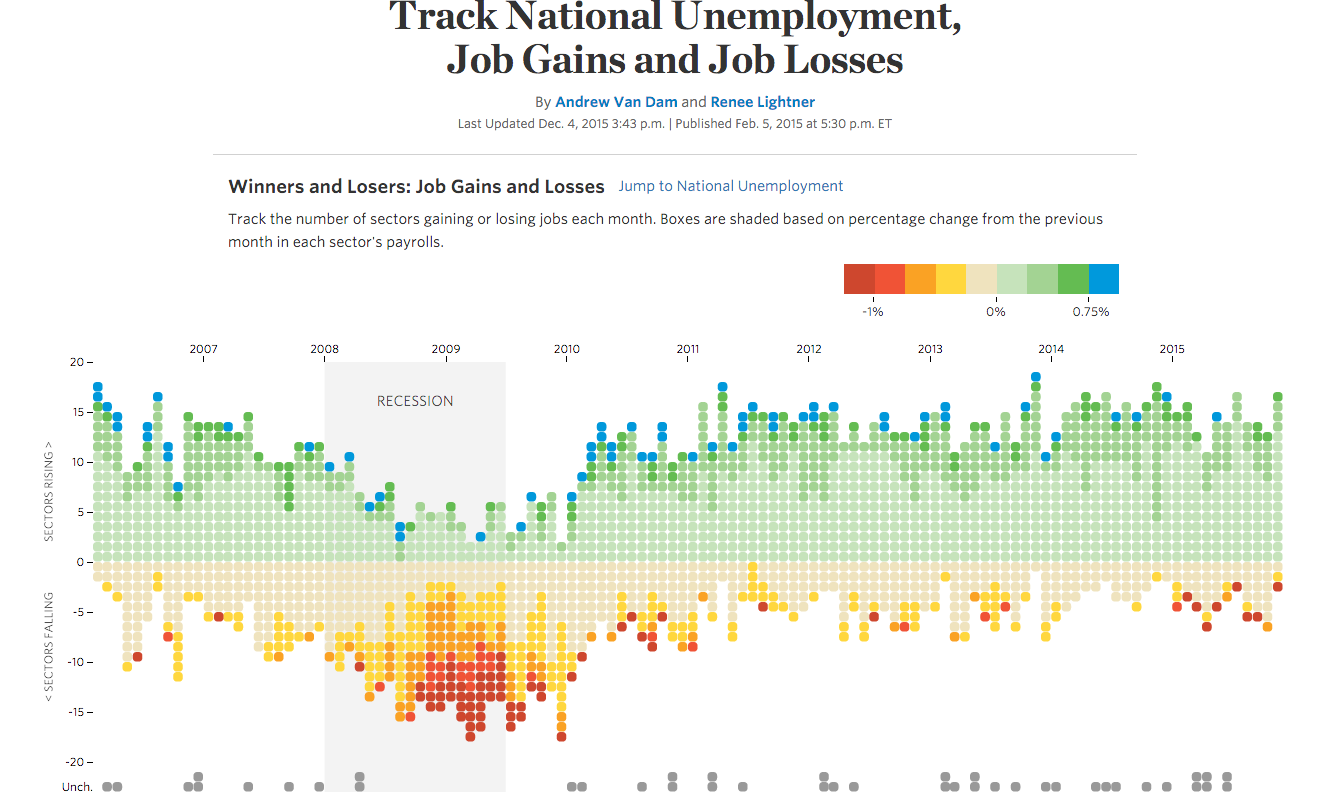 Track National Unemployment,
Job Gains and Job Losses
By Andrew Van Dam and Renee Lightner
Last Updated Dec. 4, 2015 3:43 p.m. | Published Feb. 5, 2015 at 5:30 p.m. ET
Winners and Losers: Job Gains and Losses Jump to National Unemployment
Track the number of sectors gaining or losing jobs each month. Boxes are shaded based on percentage change from the previous
month in each sector's payrolls.
-1% 0% 0.75%
2007 2008 2009 2010 2011 2012 2013 2014 2015
20
RECESSION
15
10
SECTORS RISING >
5
0
-5
< SECTORS FALLING
-10
-15
-20
Unch.